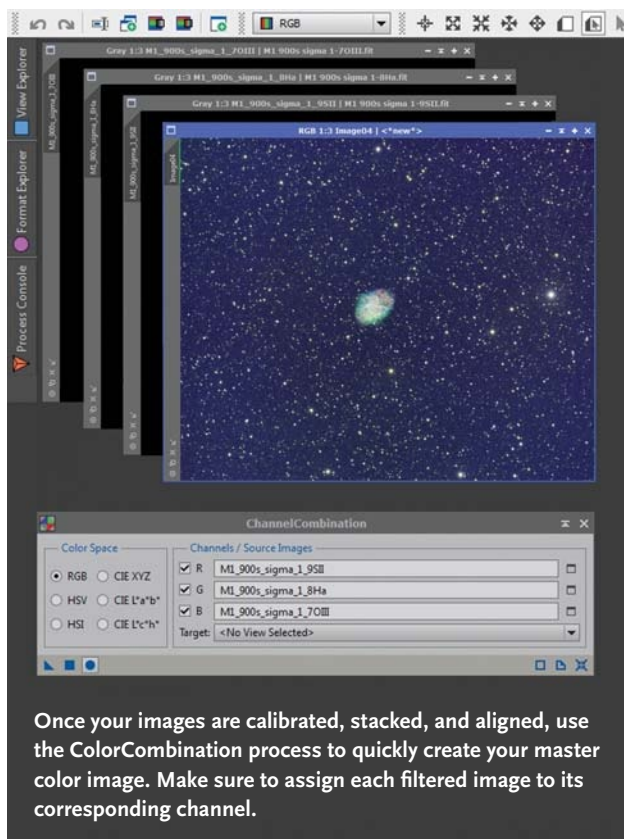 RGB
View Explorer
Format Explorer
Process Console
Gray 1:3 M1_900s_sigma_1_7OIII | M1 900s sigma 1-7OIII.fit
M1_900s_sigma_1_7OIII
Gray 1:3 M1_900s_sigma_1_8Ha | M1 900s sigma 1-8Ha.fit
M1_900s_sigma_1_8Ha
Gray 1:3 M1_900s_sigma_1_9SII | M1 900s sigma 1-9SII.fit
M1_900s_sigma_1_9SII
RGB 1:3 Image04 | <*new*>
Image04
ChannelCombination
Color Space
RGB CIE XYZ
HSV CIE L*a*b*
HSI CIE L*c*h*
Channels / Source Images
R M1_900s_sigma_1_9SII
G M1_900s_sigma_1_8Ha
B M1_900s_sigma_1_7OIII
Target: <No View Selected>
Once your images are calibrated, stacked, and aligned, use
the ColorCombination process to quickly create your master
color image. Make sure to assign each filtered image to its
corresponding channel.